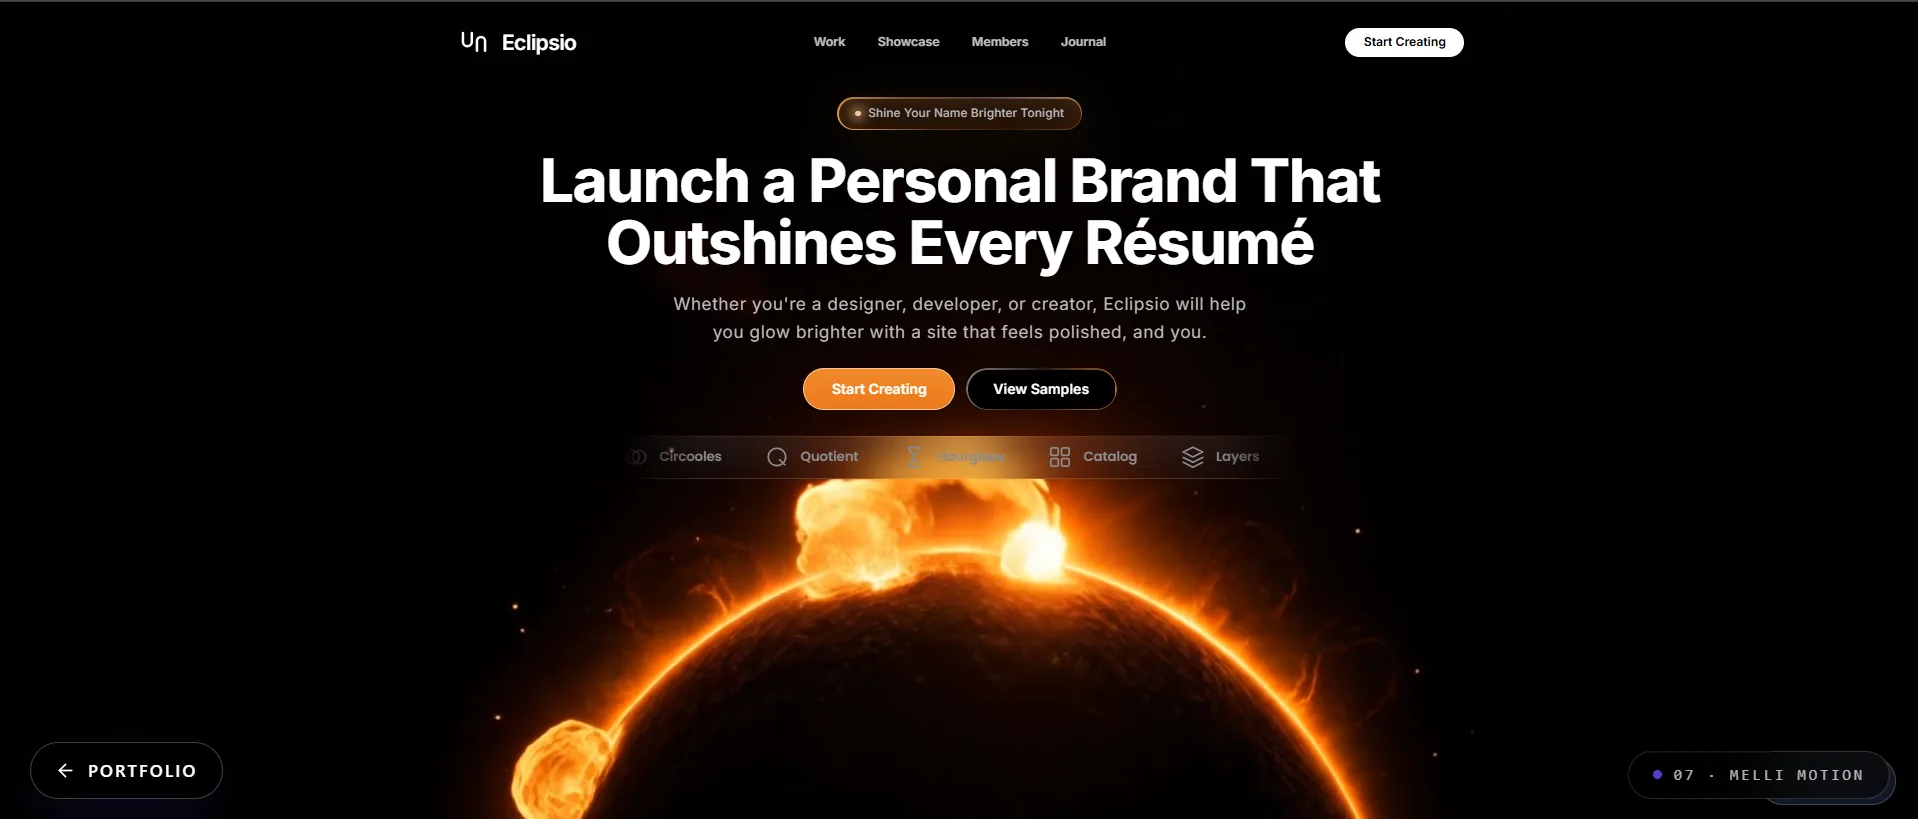 Eclipsio
Work
Showcase
Members
Journal
Start Creating
Shine Your Name Brighter Tonight
Launch a Personal Brand That
Outshines Every Résumé
Whether you're a designer, developer, or creator, Eclipsio will help
you glow brighter with a site that feels polished, and you.
Start Creating
View Samples
Circooles
Quotient
Hourglass
Catalog
Layers
PORTFOLIO
07 · MELLI MOTION